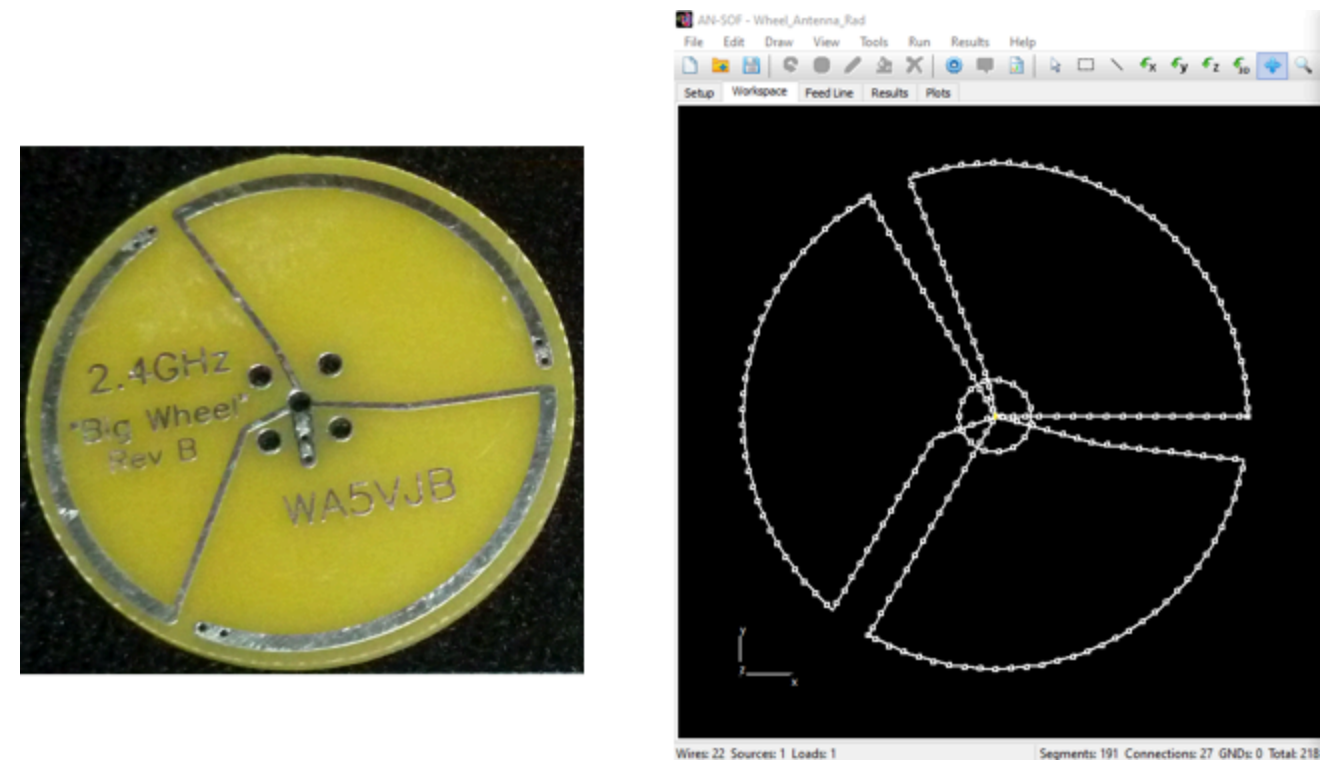 2.4GHz
"Big Wheel"
Rev B
WA5VJB
AN-SOF - Wheel_Antenna_Rad
File Edit Draw View Tools Run Results Help
x y z 3D
Setup Workspace Feed Line Results Plots
y
z
x
Wires: 22 Sources: 1 Loads: 1 Segments: 191 Connections: 27 GNDs: 0 Total: 218